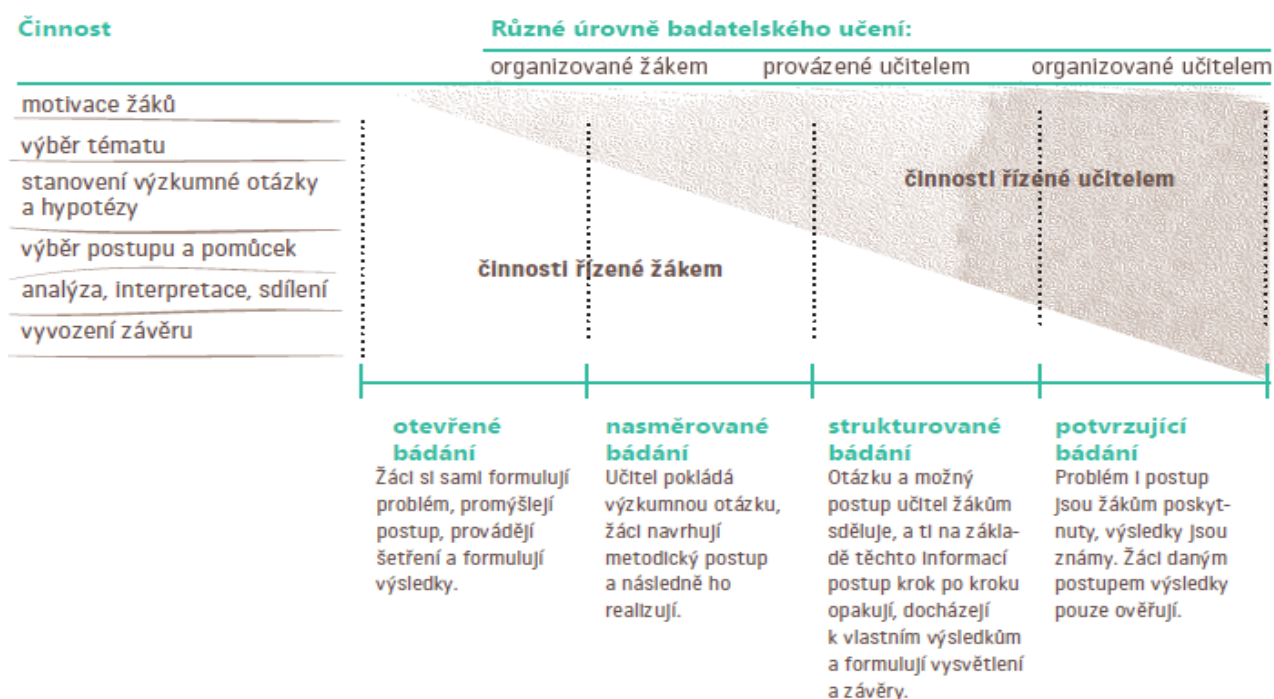 Činnost
Různé úrovně badatelského učení:
organizované žákem
provázené učitelem
organizované učitelem
motivace žáků
výběr tématu
stanovení výzkumné otázky
a hypotézy
výběr postupu a pomůcek
analýza, interpretace, sdílení
vyvození závěru
činnosti řízené učitelem
činnosti řízené žákem
otevřené
bádání
Žáci si sami formulují
problém, promýšlejí
postup, provádějí
šetření a formulují
výsledky.
nasměrované
bádání
Učitel pokládá
výzkumnou otázku,
žáci navrhují
metodický postup
a následně ho
realizují.
strukturované
bádání
Otázku a možný
postup učitel žákům
sděluje, a ti na zákla-
dě těchto informací
postup krok po kroku
opakují, docházejí
k vlastním výsledkům
a formulují vysvětlení
a závěry.
potvrzující
bádání
Problém i postup
jsou žákům poskyt-
nuty, výsledky jsou
známy. Žáci daným
postupem výsledky
pouze ověřují.